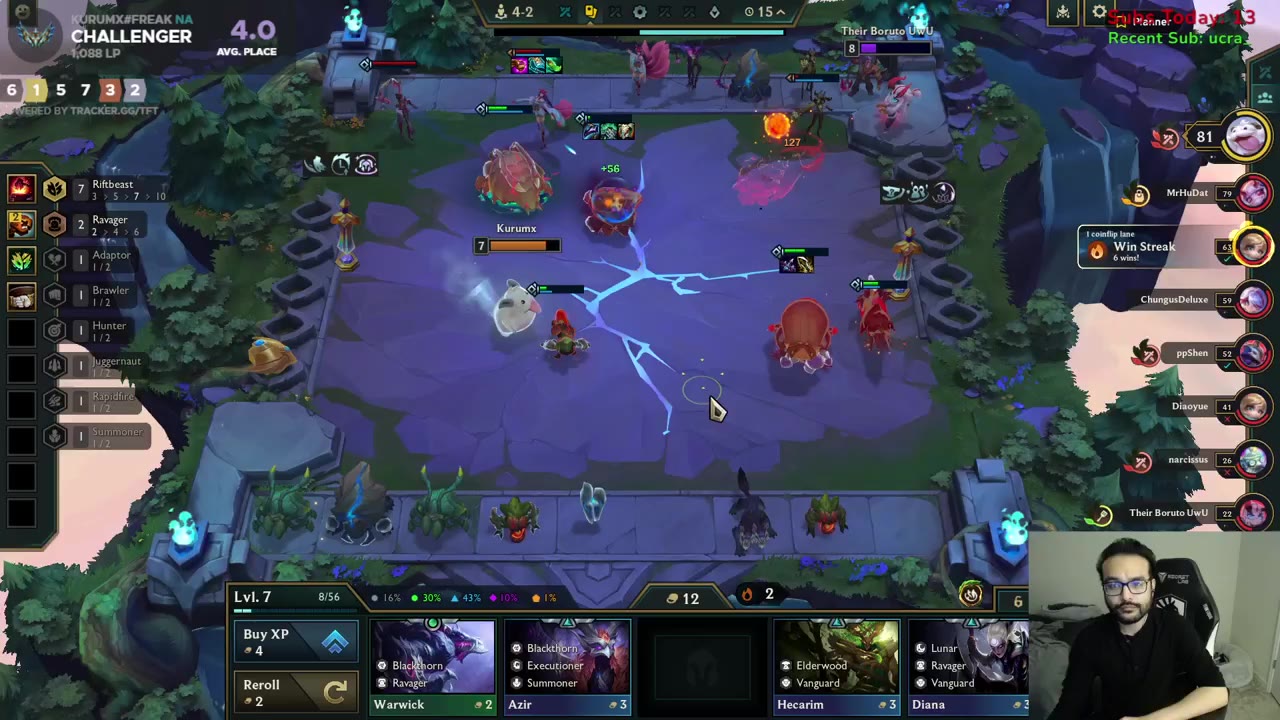 KURUMX#FREAK NA
CHALLENGER
1,088 LP
4.0
AVG. PLACE
6 1 5 7 3 2
POWERED BY TRACKER.GG/TFT
4-2
15
Their Boruto UwU
8
Planner
Subs Today: 13
Recent Sub: ucra
7
Riftbeast
3 > 5 > 7 > 10
2
Ravager
2 > 4 > 6
1
Adaptor
1 / 2
1
Brawler
1 / 2
1
Hunter
1 / 2
1
Juggernaut
1 / 2
1
Rapidfire
1 / 2
1
Summoner
1 / 2
+56
127
Kurumx
7
81
MrHuDat
79
I coinflip lane
Win Streak
6 wins!
63
ChungusDeluxe
59
ppShen
52
Diaoyue
41
narcissus
26
Their Boruto UwU
22
Lvl. 7
8/56
16%
30%
43%
10%
1%
12
2
6
Buy XP
4
Reroll
2
Blackthorn
Ravager
Warwick
2
Blackthorn
Executioner
Summoner
Azir
3
Elderwood
Vanguard
Hecarim
3
Lunar
Ravager
Vanguard
Diana